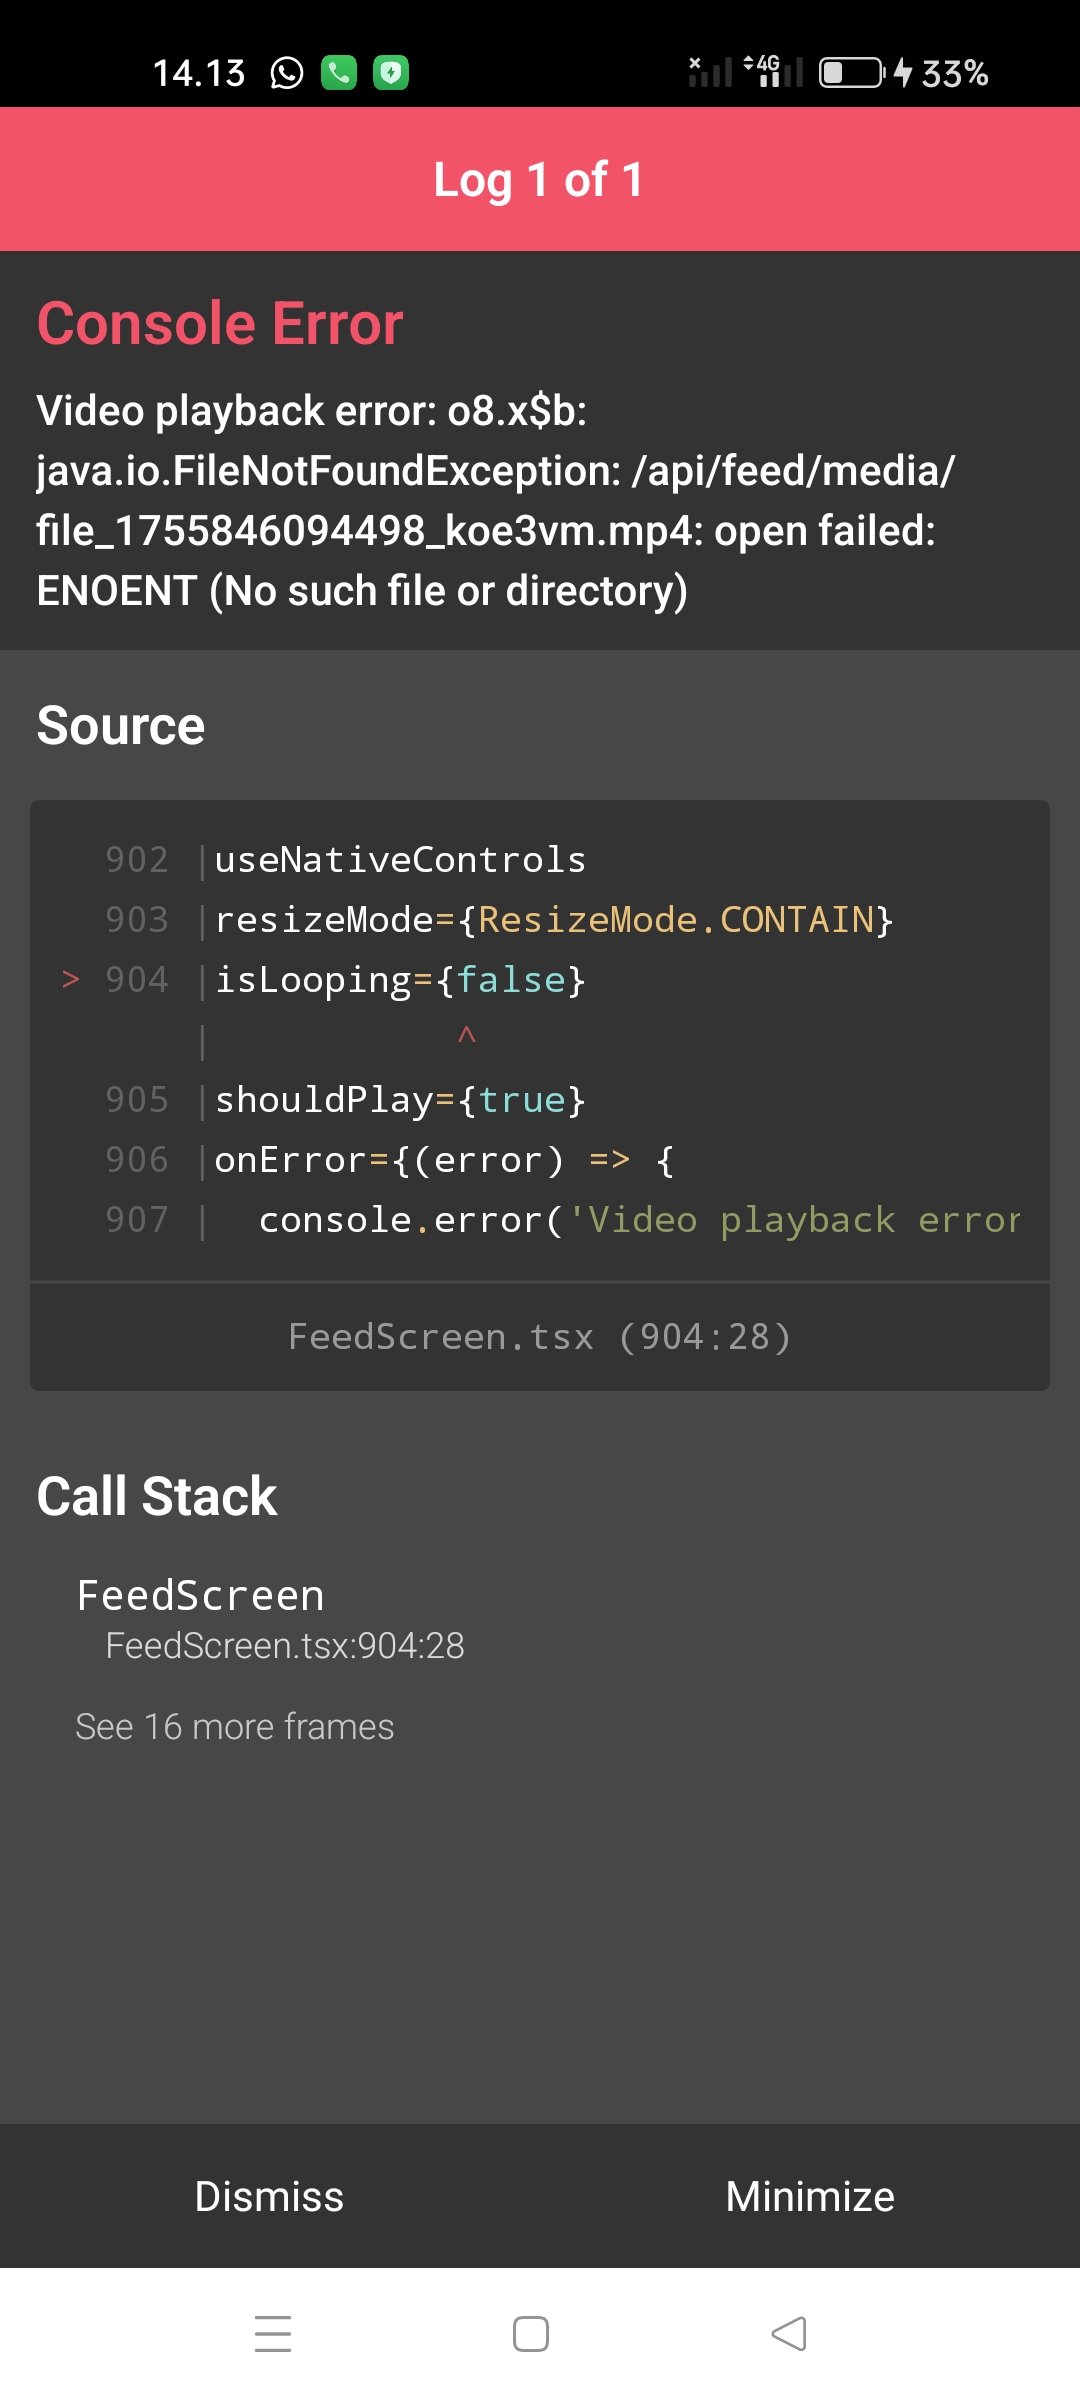 14.13
4G
33%
Log 1 of 1
Console Error
Video playback error: o8.x$b:
java.io.FileNotFoundException: /api/feed/media/
file_1755846094498_koe3vm.mp4: open failed:
ENOENT (No such file or directory)
Source
902 |useNativeControls
903 |resizeMode={ResizeMode.CONTAIN}
> 904 |isLooping={false}
| ^
905 |shouldPlay={true}
906 |onError={(error) => {
907 | console.error('Video playback error
FeedScreen.tsx (904:28)
Call Stack
FeedScreen
FeedScreen.tsx:904:28
See 16 more frames
Dismiss
Minimize